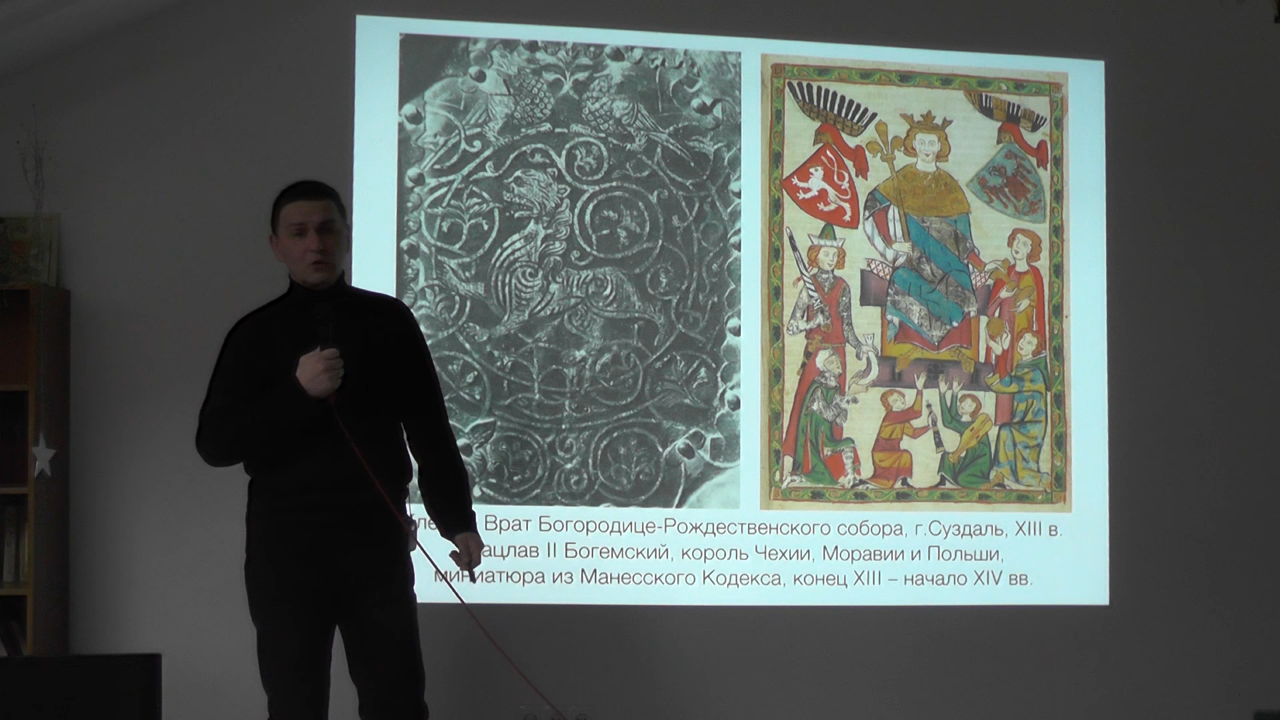 Врат Богородице-Рождественского собора, г.Суздаль, XIII в.
II Богемский, король Чехии, Моравии и Польши,
миниатюра из Манесского Кодекса, конец XIII – начало XIV вв.